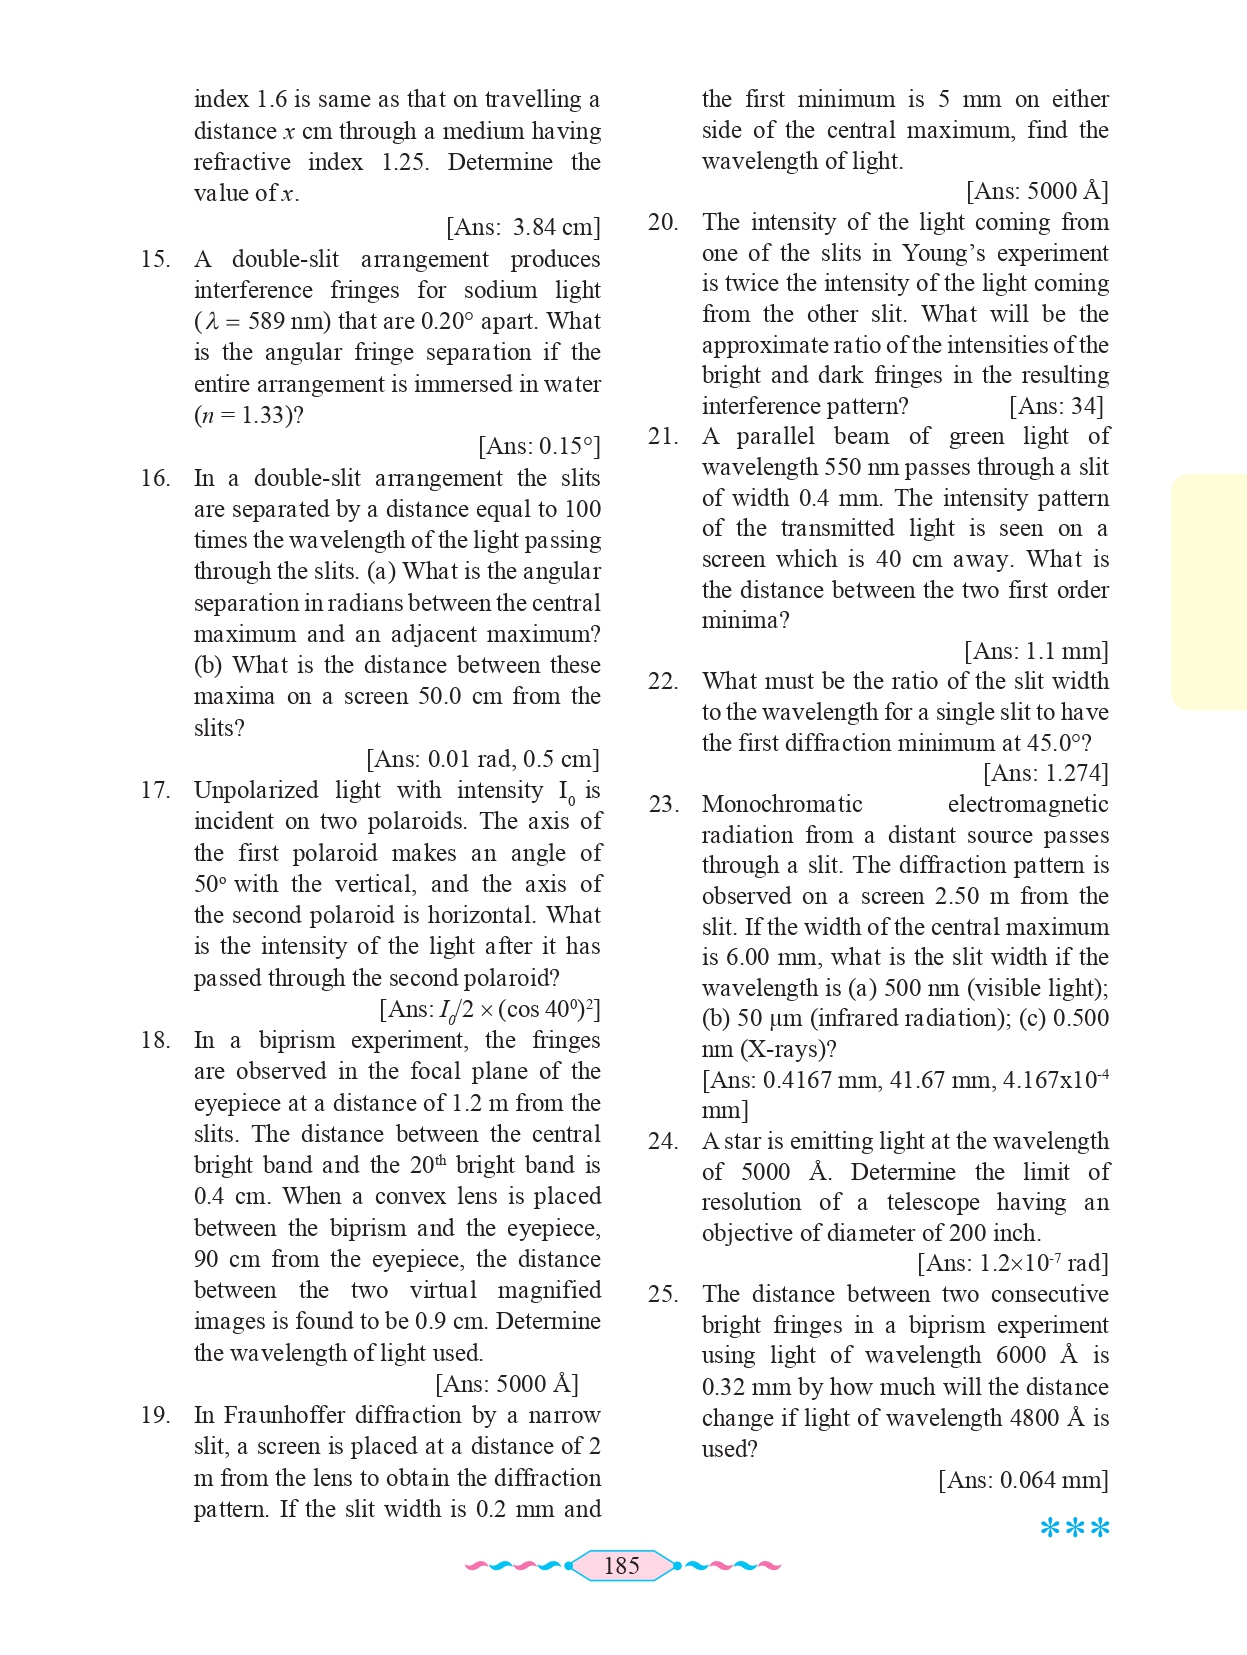 index 1.6 is same as that on travelling a
distance x cm through a medium having
refractive index 1.25. Determine the
value of x.
[Ans: 3.84 cm]
15. A double-slit arrangement produces
interference fringes for sodium light
(λ = 589 nm) that are 0.20° apart. What
is the angular fringe separation if the
entire arrangement is immersed in water
(n = 1.33)?
[Ans: 0.15°]
16. In a double-slit arrangement the slits
are separated by a distance equal to 100
times the wavelength of the light passing
through the slits. (a) What is the angular
separation in radians between the central
maximum and an adjacent maximum?
(b) What is the distance between these
maxima on a screen 50.0 cm from the
slits?
[Ans: 0.01 rad, 0.5 cm]
17. Unpolarized light with intensity I₀ is
incident on two polaroids. The axis of
the first polaroid makes an angle of
50º with the vertical, and the axis of
the second polaroid is horizontal. What
is the intensity of the light after it has
passed through the second polaroid?
[Ans: I₀/2 × (cos 40⁰)²]
18. In a biprism experiment, the fringes
are observed in the focal plane of the
eyepiece at a distance of 1.2 m from the
slits. The distance between the central
bright band and the 20th bright band is
0.4 cm. When a convex lens is placed
between the biprism and the eyepiece,
90 cm from the eyepiece, the distance
between the two virtual magnified
images is found to be 0.9 cm. Determine
the wavelength of light used.
[Ans: 5000 Å]
19. In Fraunhoffer diffraction by a narrow
slit, a screen is placed at a distance of 2
m from the lens to obtain the diffraction
pattern. If the slit width is 0.2 mm and
the first minimum is 5 mm on either
side of the central maximum, find the
wavelength of light.
[Ans: 5000 Å]
20. The intensity of the light coming from
one of the slits in Young’s experiment
is twice the intensity of the light coming
from the other slit. What will be the
approximate ratio of the intensities of the
bright and dark fringes in the resulting
interference pattern? [Ans: 34]
21. A parallel beam of green light of
wavelength 550 nm passes through a slit
of width 0.4 mm. The intensity pattern
of the transmitted light is seen on a
screen which is 40 cm away. What is
the distance between the two first order
minima?
[Ans: 1.1 mm]
22. What must be the ratio of the slit width
to the wavelength for a single slit to have
the first diffraction minimum at 45.0°?
[Ans: 1.274]
23. Monochromatic electromagnetic
radiation from a distant source passes
through a slit. The diffraction pattern is
observed on a screen 2.50 m from the
slit. If the width of the central maximum
is 6.00 mm, what is the slit width if the
wavelength is (a) 500 nm (visible light);
(b) 50 µm (infrared radiation); (c) 0.500
nm (X-rays)?
[Ans: 0.4167 mm, 41.67 mm, 4.167x10⁻⁴
mm]
24. A star is emitting light at the wavelength
of 5000 Å. Determine the limit of
resolution of a telescope having an
objective of diameter of 200 inch.
[Ans: 1.2×10⁻⁷ rad]
25. The distance between two consecutive
bright fringes in a biprism experiment
using light of wavelength 6000 Å is
0.32 mm by how much will the distance
change if light of wavelength 4800 Å is
used?
[Ans: 0.064 mm]
***
185